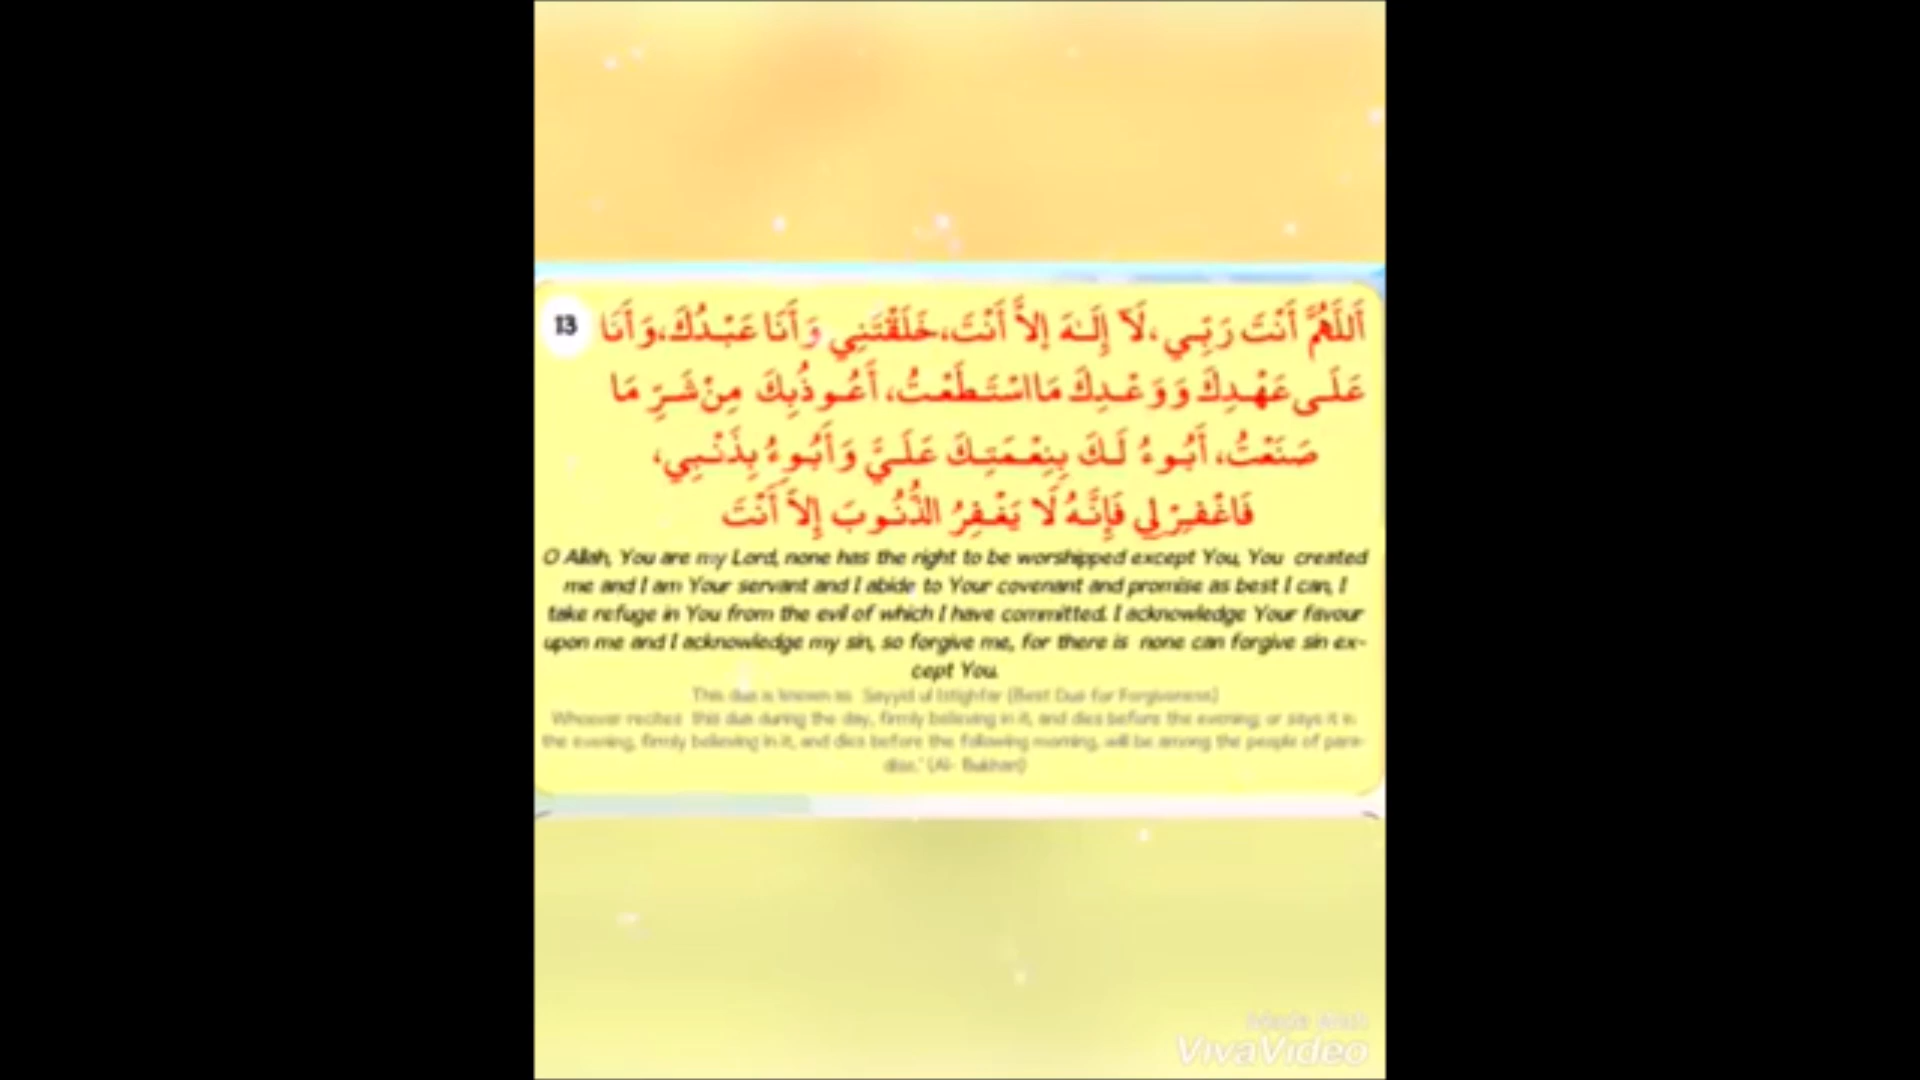 13
أَللَّهُمَّ أَنْتَ رَبِّي،لَآ إِلَهَ إلاَّ أَنْتَ،خَلَقْتَنِي وَأَنَا عَبْدُكَ،وَأَنَا
عَلَى عَهْدِكَ وَوَعْدِكَ مَااسْتَطَعْتُ، أَعُوذُبِكَ مِنْ شَرِّ مَا
صَنَعْتُ، أَبُوءُ لَكَ بِنِعْمَتِكَ عَلَيَّ وَأَبُوءُ بِذَنْبِي،
فَاغْفِرْلِي فَإِنَّهُ لَا يَغْفِرُ الذُّنُوبَ إِلاَّ أَنْتَ
O Allah, You are my Lord, none has the right to be worshipped except You, You created
me and I am Your servant and I abide to Your covenant and promise as best I can, I
take refuge in You from the evil of which I have committed. I acknowledge Your favour
upon me and I acknowledge my sin, so forgive me, for there is none can forgive sin ex-
cept You.
This dua is known as Sayyid ul Istighfar (Best Dua for Forgiveness)
Whoever recites this dua during the day, firmly believing in it, and dies before the evening; or says it in
the evening, firmly believing in it, and dies before the following morning, will be among the people of para-
dise.' (Al- Bukhari)
Made With
VivaVideo